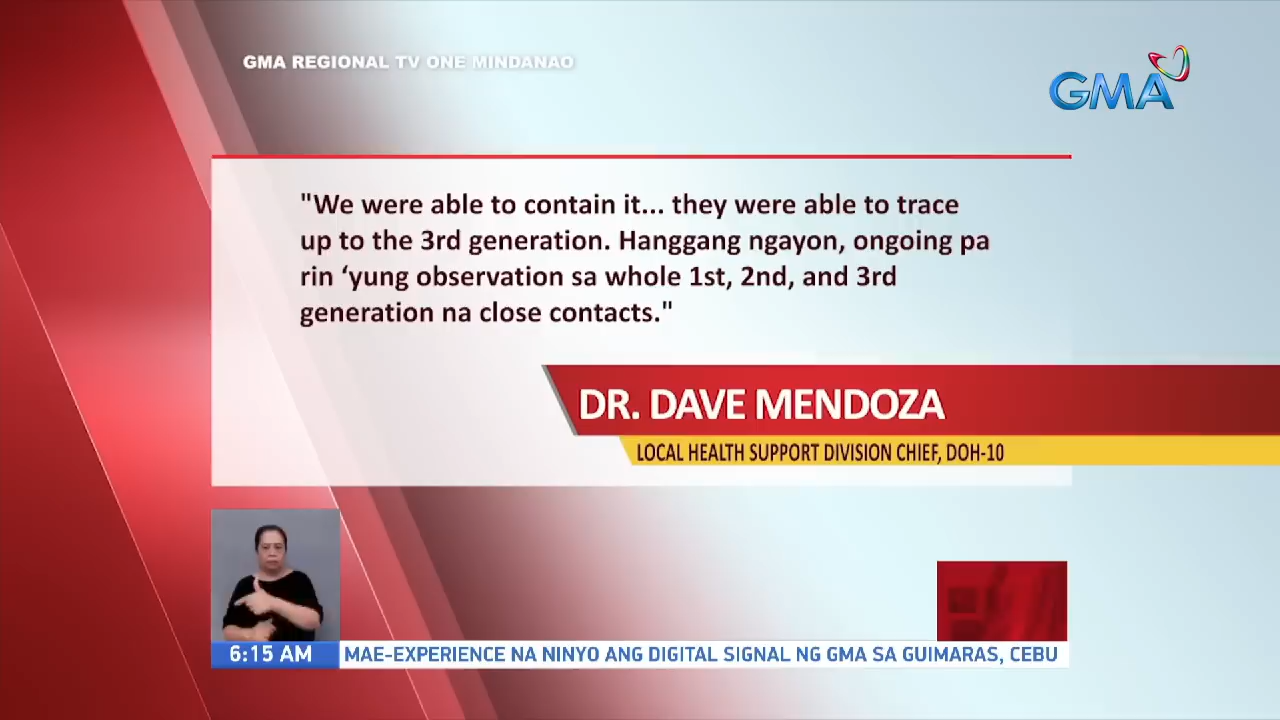 GMA REGIONAL TV ONE MINDANAO
GMA
"We were able to contain it... they were able to trace
up to the 3rd generation. Hanggang ngayon, ongoing pa
rin ‘yung observation sa whole 1st, 2nd, and 3rd
generation na close contacts."
DR. DAVE MENDOZA
LOCAL HEALTH SUPPORT DIVISION CHIEF, DOH-10
6:15 AM MAE-EXPERIENCE NA NINYO ANG DIGITAL SIGNAL NG GMA SA GUIMARAS, CEBU